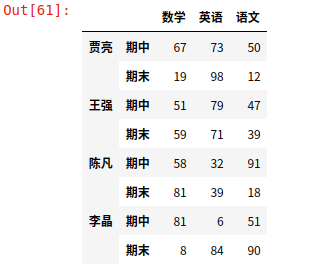 Out[61]:
数学 英语 语文
贾亮 期中 67 73 50
期末 19 98 12
王强 期中 51 79 47
期末 59 71 39
陈凡 期中 58 32 91
期末 81 39 18
李晶 期中 81 6 51
期末 8 84 90